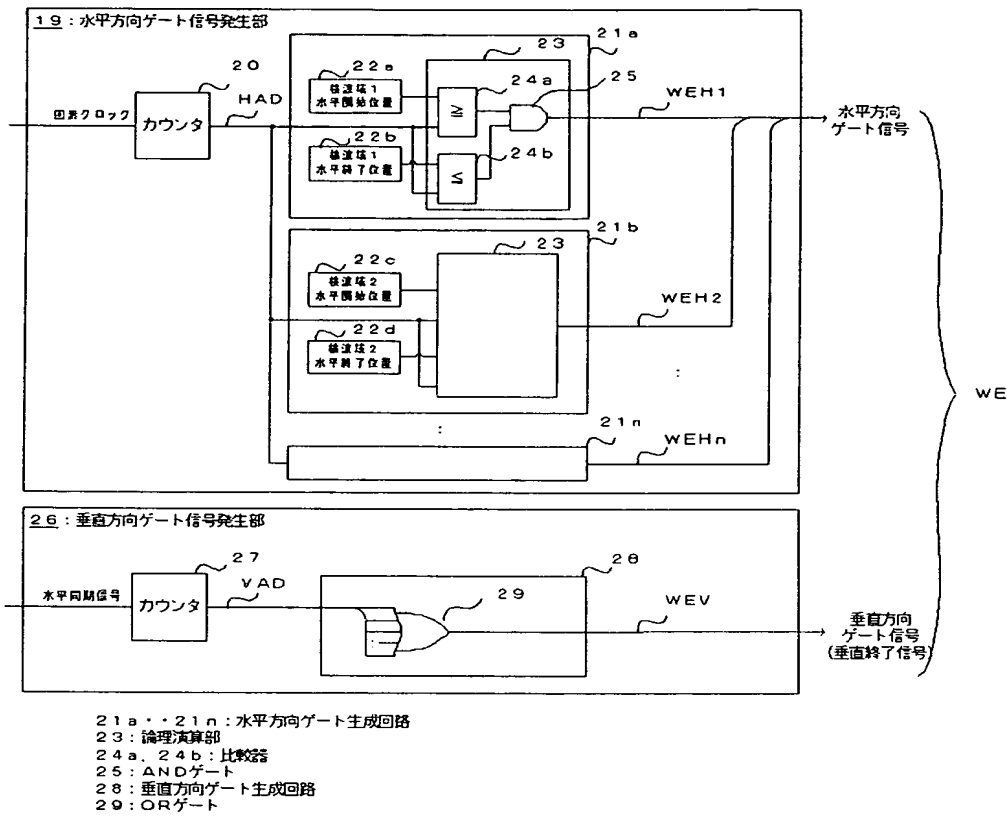 19：水平方向ゲート信号発生部
21a
23
22a
24a
25
20
HAD
検波域1
水平開始位置
≧
WEH1
水平方向
ゲート信号
カウンタ
22b
24b
検波域1
水平終了位置
≦
21b
23
22c
検波域2
水平開始位置
WEH2
22d
検波域2
水平終了位置
:
WE
:
21n
WEHn
26：垂直方向ゲート信号発生部
27
28
水平同期信号
カウンタ
VAD
29
WEV
垂直方向
ゲート信号
(垂直終了信号)
21a・・21n：水平方向ゲート生成回路
23：論理演算部
24a、24b：比較器
25：ANDゲート
28：垂直方向ゲート生成回路
29：ORゲート